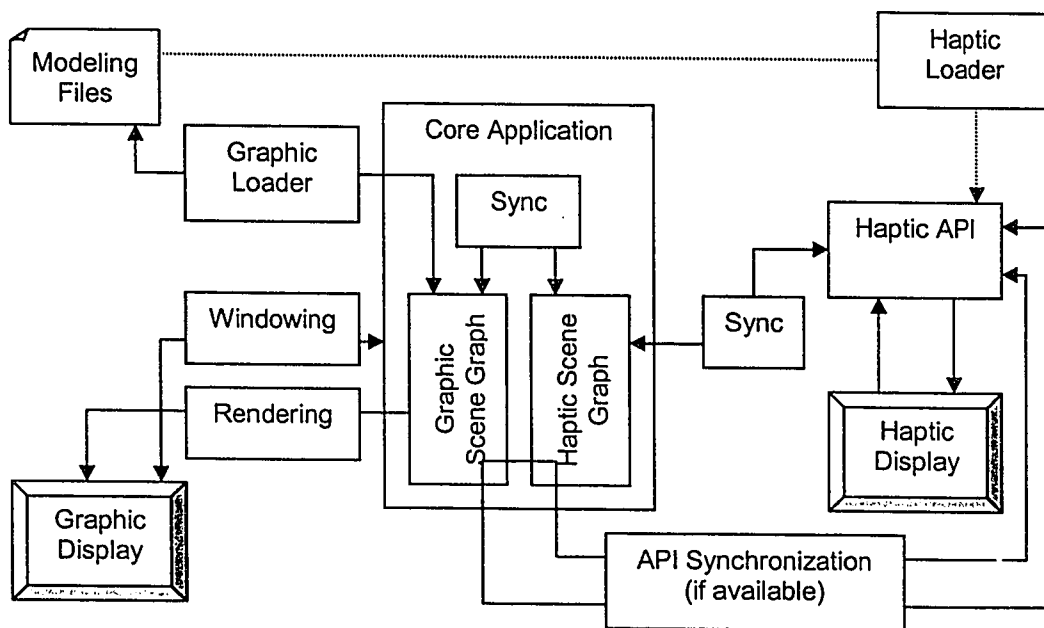 Modeling
Files
Haptic
Loader
Core Application
Graphic
Loader
Sync
Haptic API
Windowing
Graphic
Scene Graph
Haptic Scene
Graph
Sync
Rendering
Haptic
Display
Graphic
Display
API Synchronization
(if available)